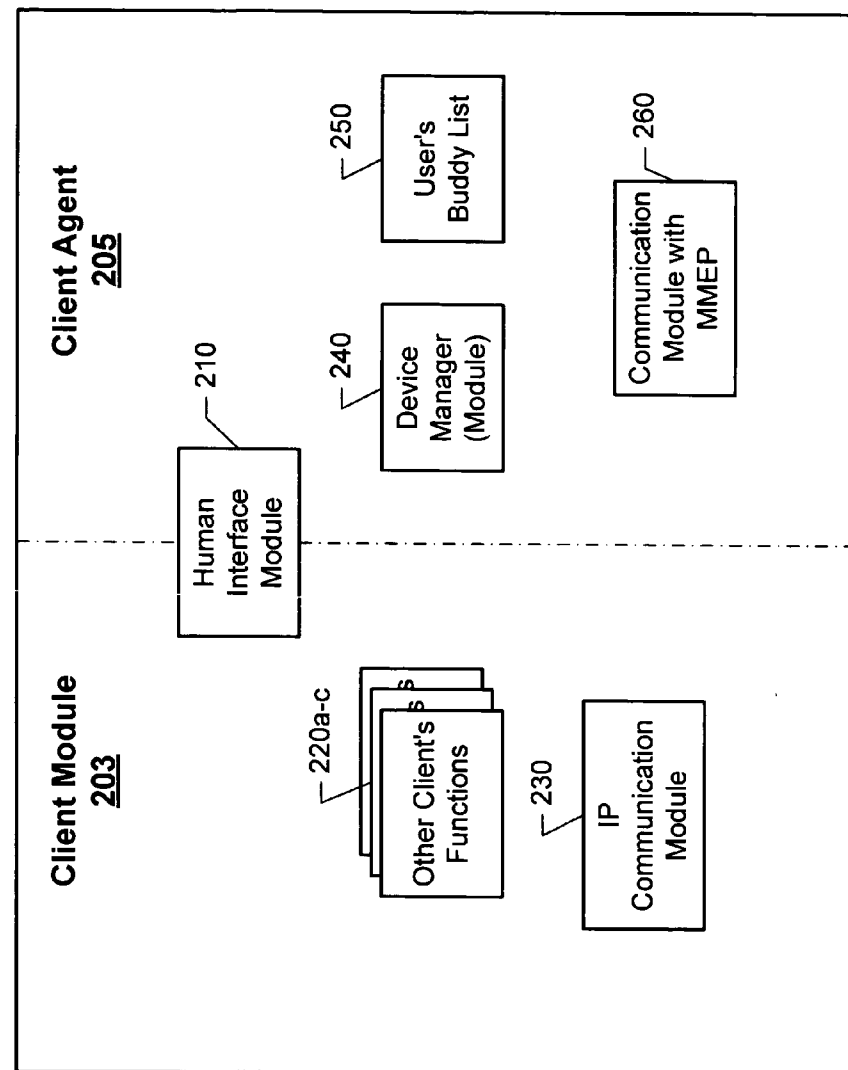 Client Module
203
Client Agent
205
210
Human
Interface
Module
220a-c
s
s
Other Client's
Functions
240
Device
Manager
(Module)
250
User's
Buddy List
230
IP
Communication
Module
260
Communication
Module with
MMEP